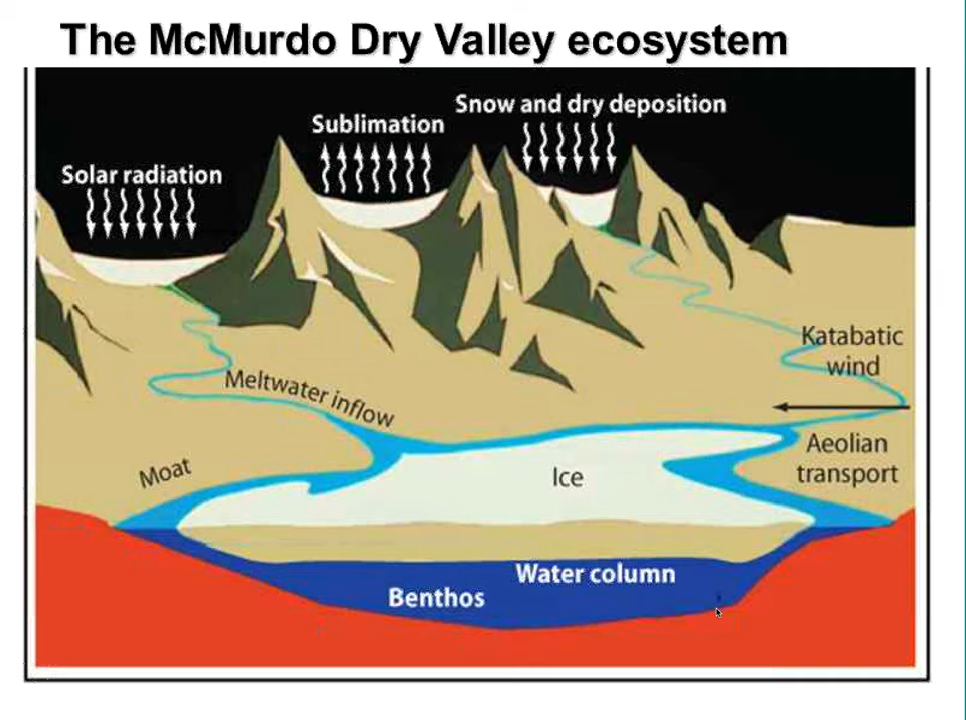 The McMurdo Dry Valley ecosystem
Snow and dry deposition
Sublimation
Solar radiation
Katabatic
wind
Meltwater inflow
Aeolian
transport
Moat
Ice
Water column
Benthos